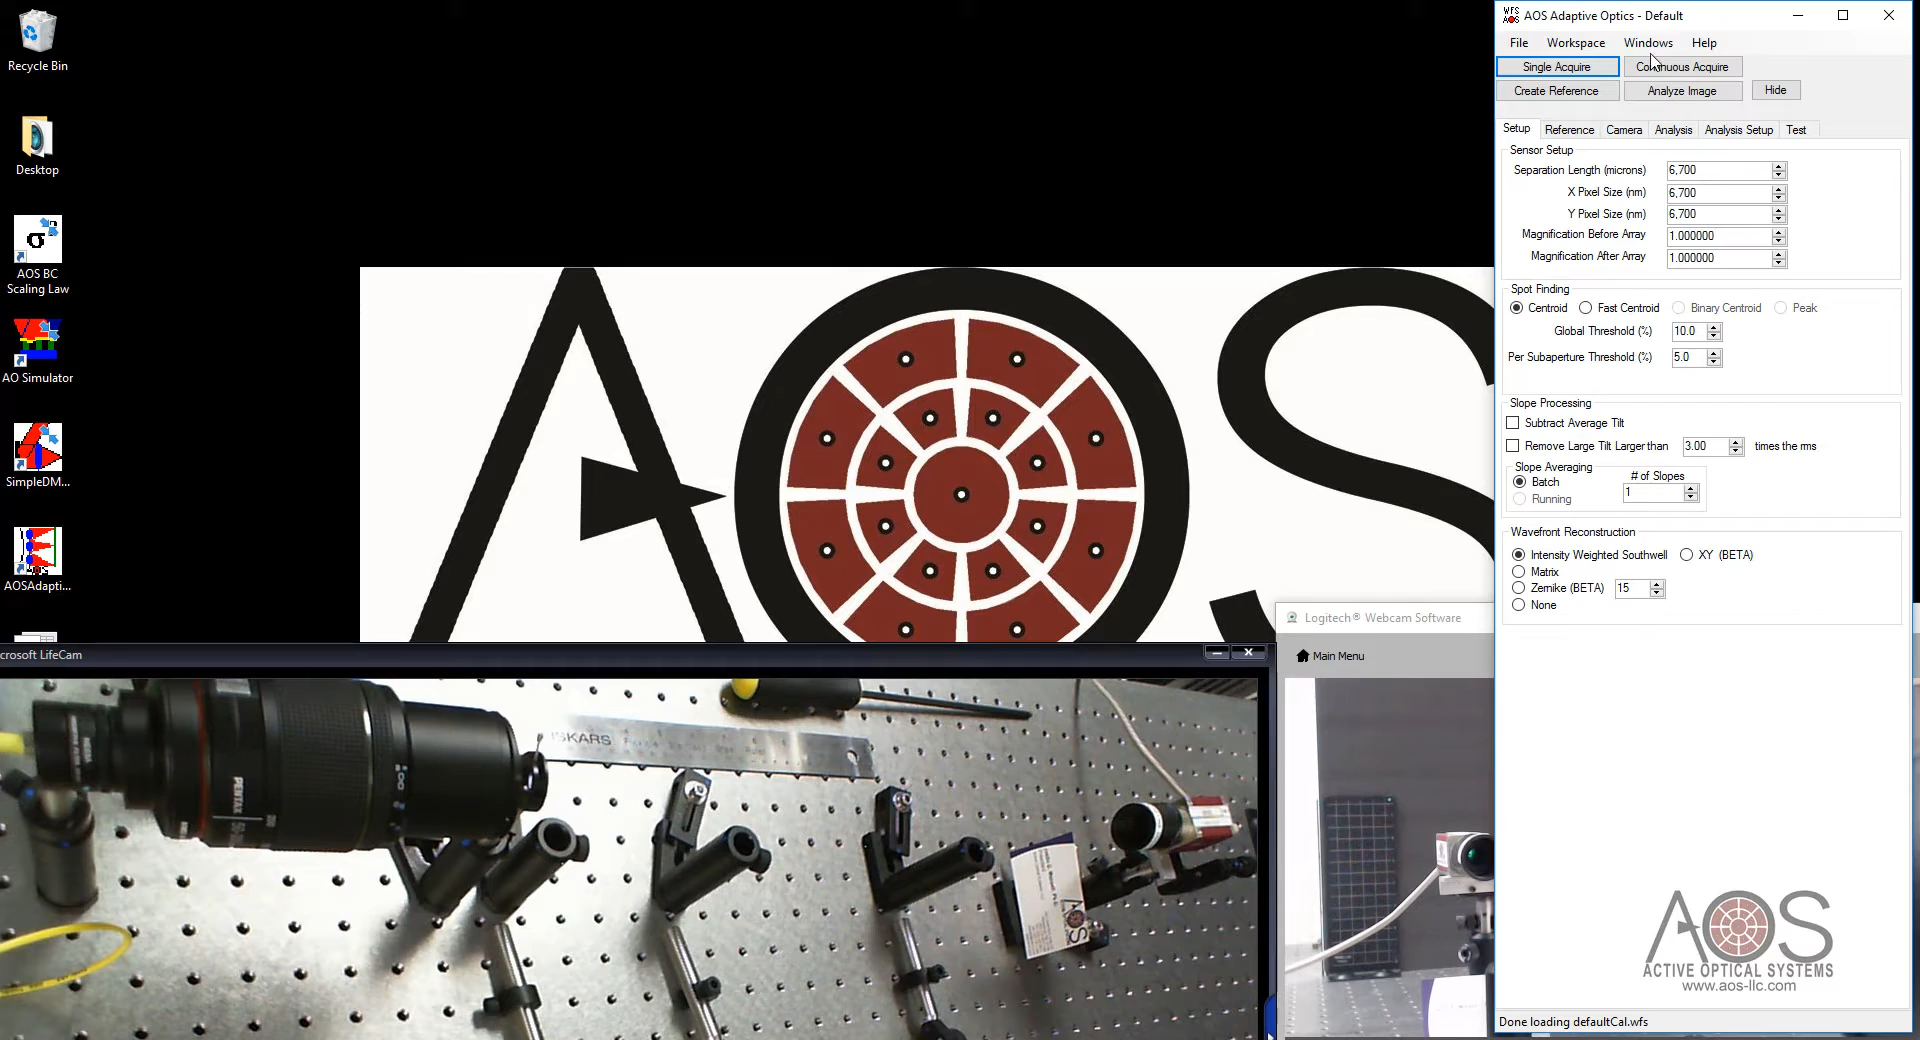 Recycle Bin
Desktop
σ
AOS BC
Scaling Law
AO Simulator
SimpleDM...
AOSAdapti...
AOS
crosoft LifeCam
ISKARS
PENTAX
Logitech® Webcam Software
Main Menu
WFS
AOS
AOS Adaptive Optics - Default
File Workspace Windows Help
Single Acquire Continuous Acquire
Create Reference Analyze Image Hide
Setup Reference Camera Analysis Analysis Setup Test
Sensor Setup
Separation Length (microns) 6,700
X Pixel Size (nm) 6,700
Y Pixel Size (nm) 6,700
Magnification Before Array 1.000000
Magnification After Array 1.000000
Spot Finding
Centroid Fast Centroid Binary Centroid Peak
Global Threshold (%) 10.0
Per Subaperture Threshold (%) 5.0
Slope Processing
Subtract Average Tilt
Remove Large Tilt Larger than 3.00 times the rms
Slope Averaging
Batch # of Slopes
Running 1
Wavefront Reconstruction
Intensity Weighted Southwell XY (BETA)
Matrix
Zernike (BETA) 15
None
AOS
ACTIVE OPTICAL SYSTEMS
www.aos-llc.com
Done loading defaultCal.wfs